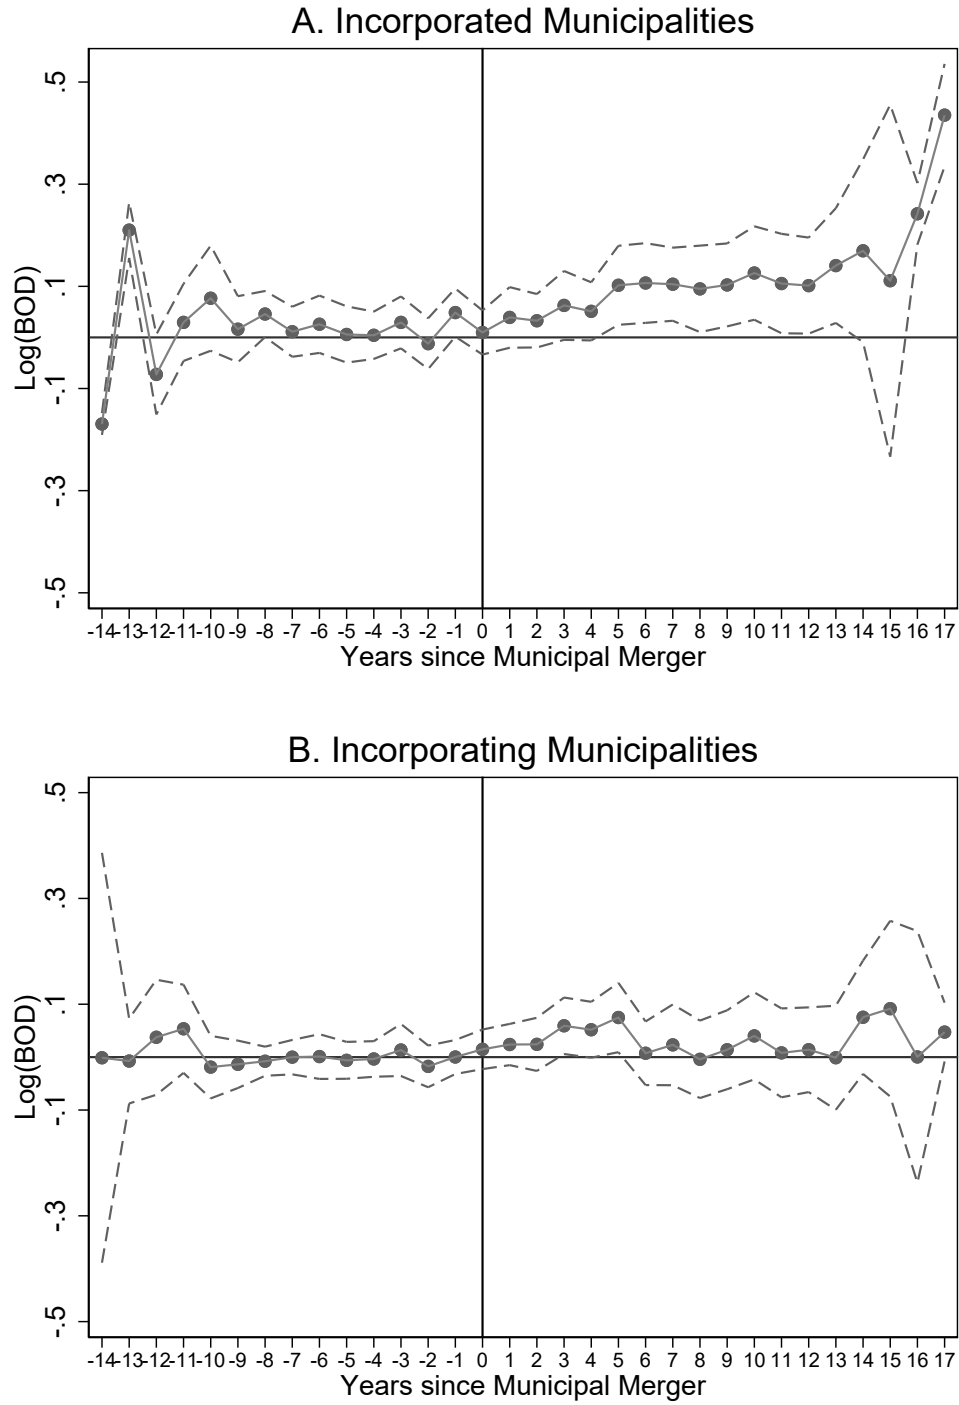 A. Incorporated Municipalities
.5
.3
.1
-.1
-.3
-.5
Log(BOD)
-14 -13 -12 -11 -10 -9 -8 -7 -6 -5 -4 -3 -2 -1 0 1 2 3 4 5 6 7 8 9 10 11 12 13 14 15 16 17
Years since Municipal Merger
B. Incorporating Municipalities
.5
.3
.1
-.1
-.3
-.5
Log(BOD)
-14 -13 -12 -11 -10 -9 -8 -7 -6 -5 -4 -3 -2 -1 0 1 2 3 4 5 6 7 8 9 10 11 12 13 14 15 16 17
Years since Municipal Merger